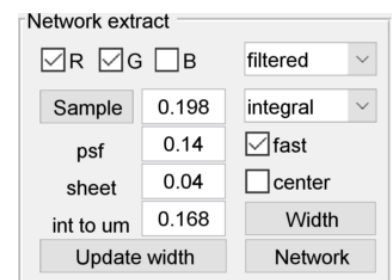 Network extract
R G B filtered
Sample 0.198 integral
psf 0.14 fast
sheet 0.04 center
int to um 0.168 Width
Update width Network